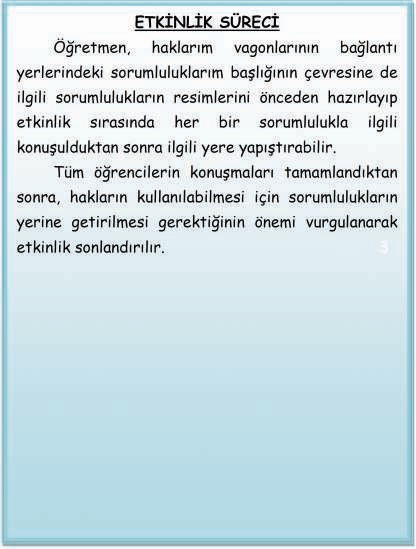 ETKİNLİK SÜRECİ
Öğretmen, haklarım vagonlarının bağlantı
yerlerindeki sorumluluklarım başlığının çevresine de
ilgili sorumlulukların resimlerini önceden hazırlayıp
etkinlik sırasında her bir sorumlulukla ilgili
konuşulduktan sonra ilgili yere yapıştırabilir.
Tüm öğrencilerin konuşmaları tamamlandıktan
sonra, hakların kullanılabilmesi için sorumlulukların
yerine getirilmesi gerektiğinin önemi vurgulanarak
etkinlik sonlandırılır. 3